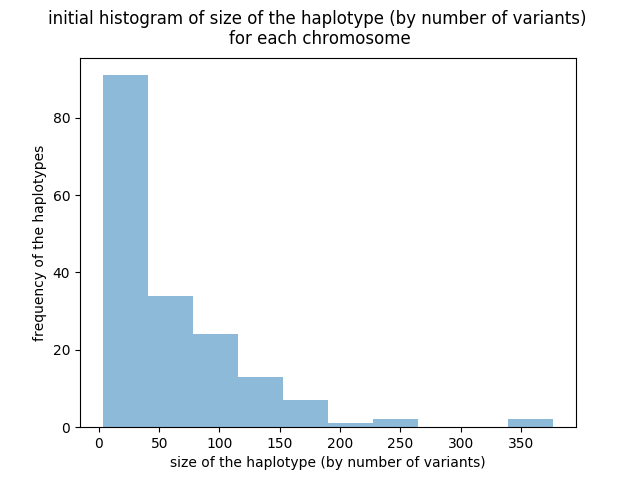 initial histogram of size of the haplotype (by number of variants)
for each chromosome
frequency of the haplotypes
80
60
40
20
0
0 50 100 150 200 250 300 350
size of the haplotype (by number of variants)